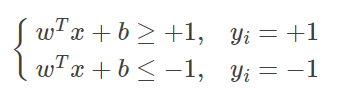 w^T x + b ≥ +1, y_i = +1
w^T x + b ≤ −1, y_i = −1